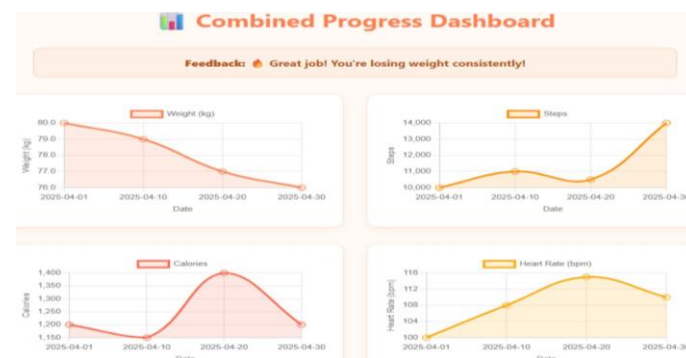 Combined Progress Dashboard
Feedback: 🔥 Great job! You're losing weight consistently!
Weight (kg)
80.0
79.0
78.0
77.0
76.0
Weight (kg)
2025-04-01 2025-04-10 2025-04-20 2025-04-30
Date
Steps
14,000
13,000
12,000
11,000
10,000
Steps
2025-04-01 2025-04-10 2025-04-20 2025-04-30
Date
Calories
1,400
1,350
1,300
1,250
1,200
1,150
Calories
2025-04-01 2025-04-10 2025-04-20 2025-04-30
Date
Heart Rate (bpm)
116
112
108
104
100
Heart Rate (bpm)
2025-04-01 2025-04-10 2025-04-20 2025-04-30
Date